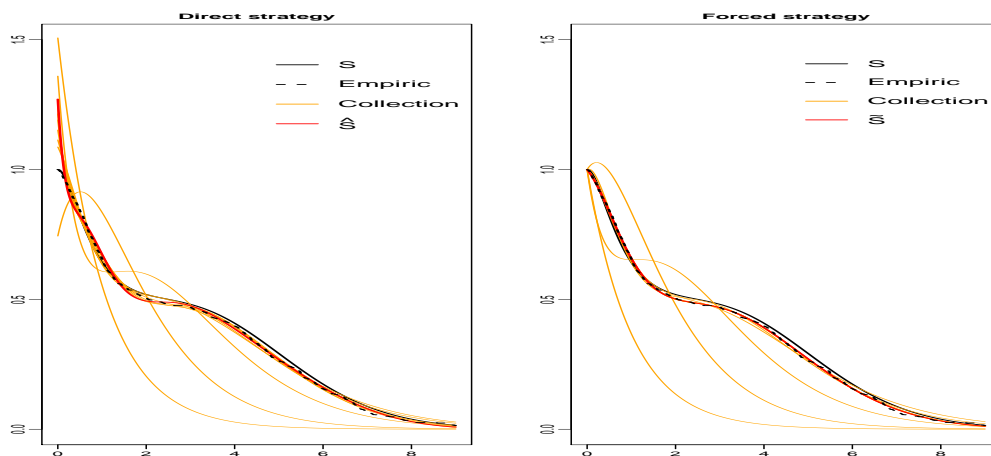 Direct strategy
1.5
1.0
0.5
0.0
0 2 4 6 8
S
Empiric
Collection
Ŝ
Forced strategy
1.5
1.0
0.5
0.0
0 2 4 6 8
S
Empiric
Collection
S̃